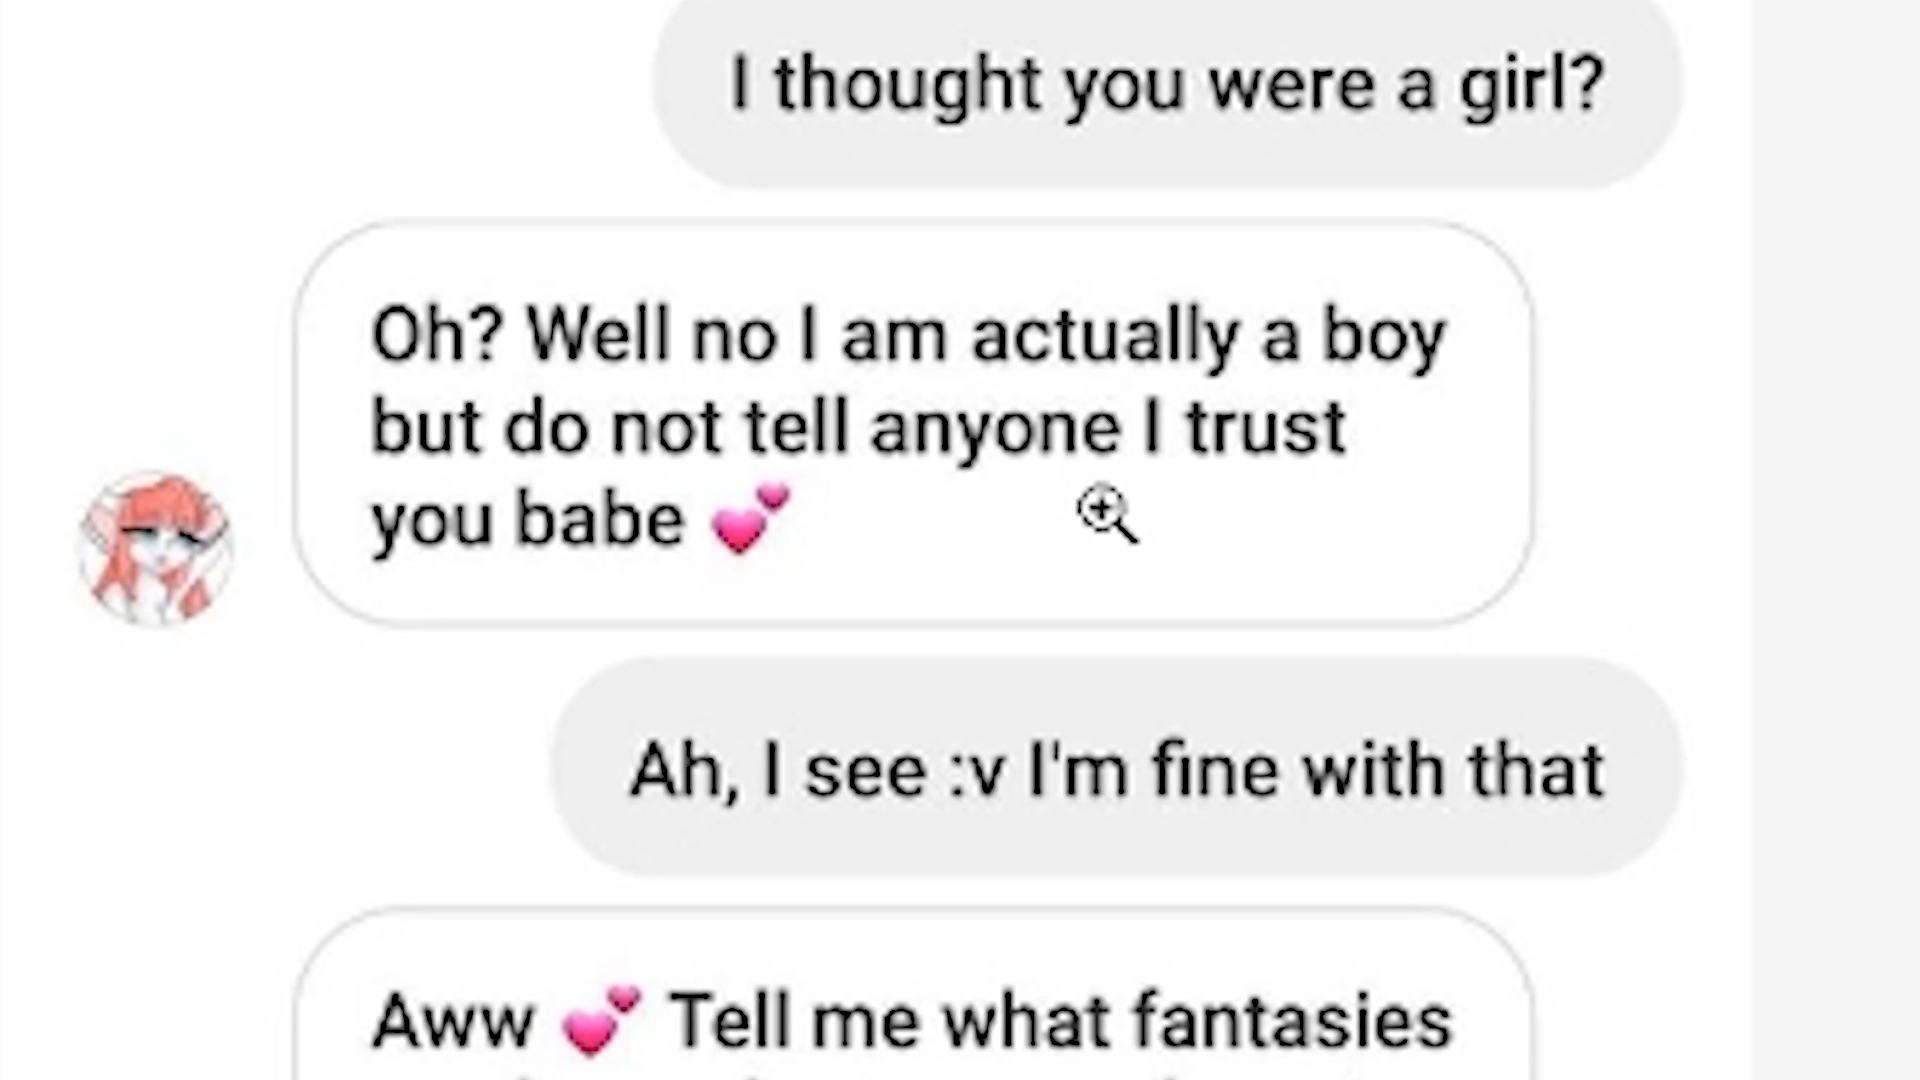 I thought you were a girl?
Oh? Well no I am actually a boy
but do not tell anyone I trust
you babe 💕
Ah, I see :v I'm fine with that
Aww 💕 Tell me what fantasies